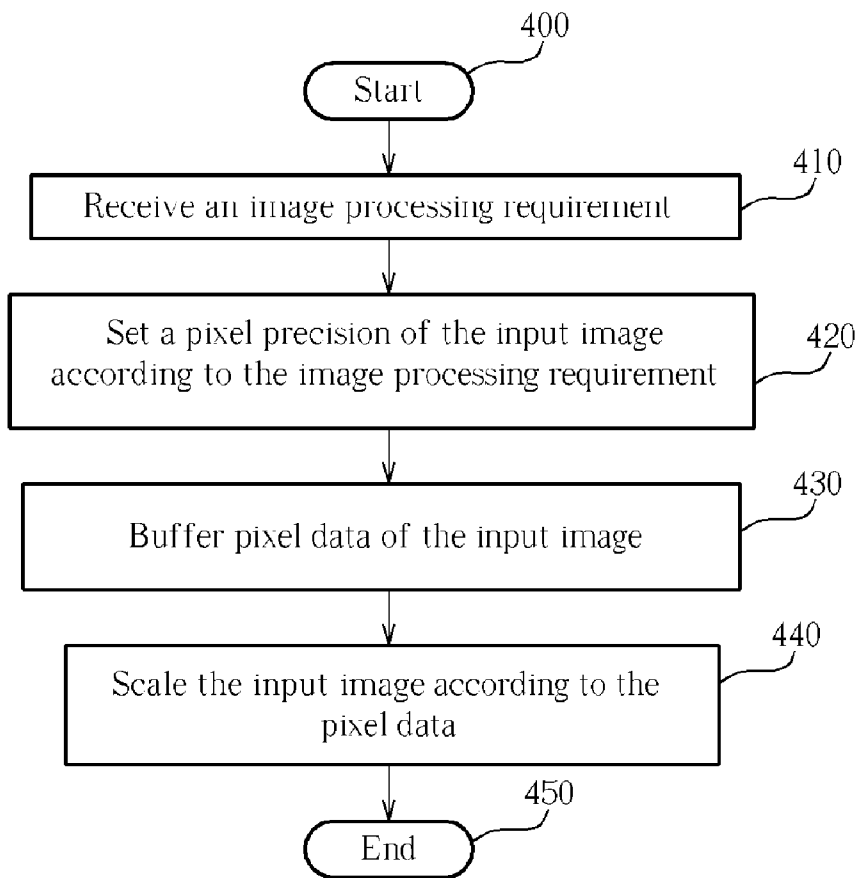 400
Start
410
Receive an image processing requirement
Set a pixel precision of the input image
according to the image processing requirement
420
430
Buffer pixel data of the input image
440
Scale the input image according to the
pixel data
450
End